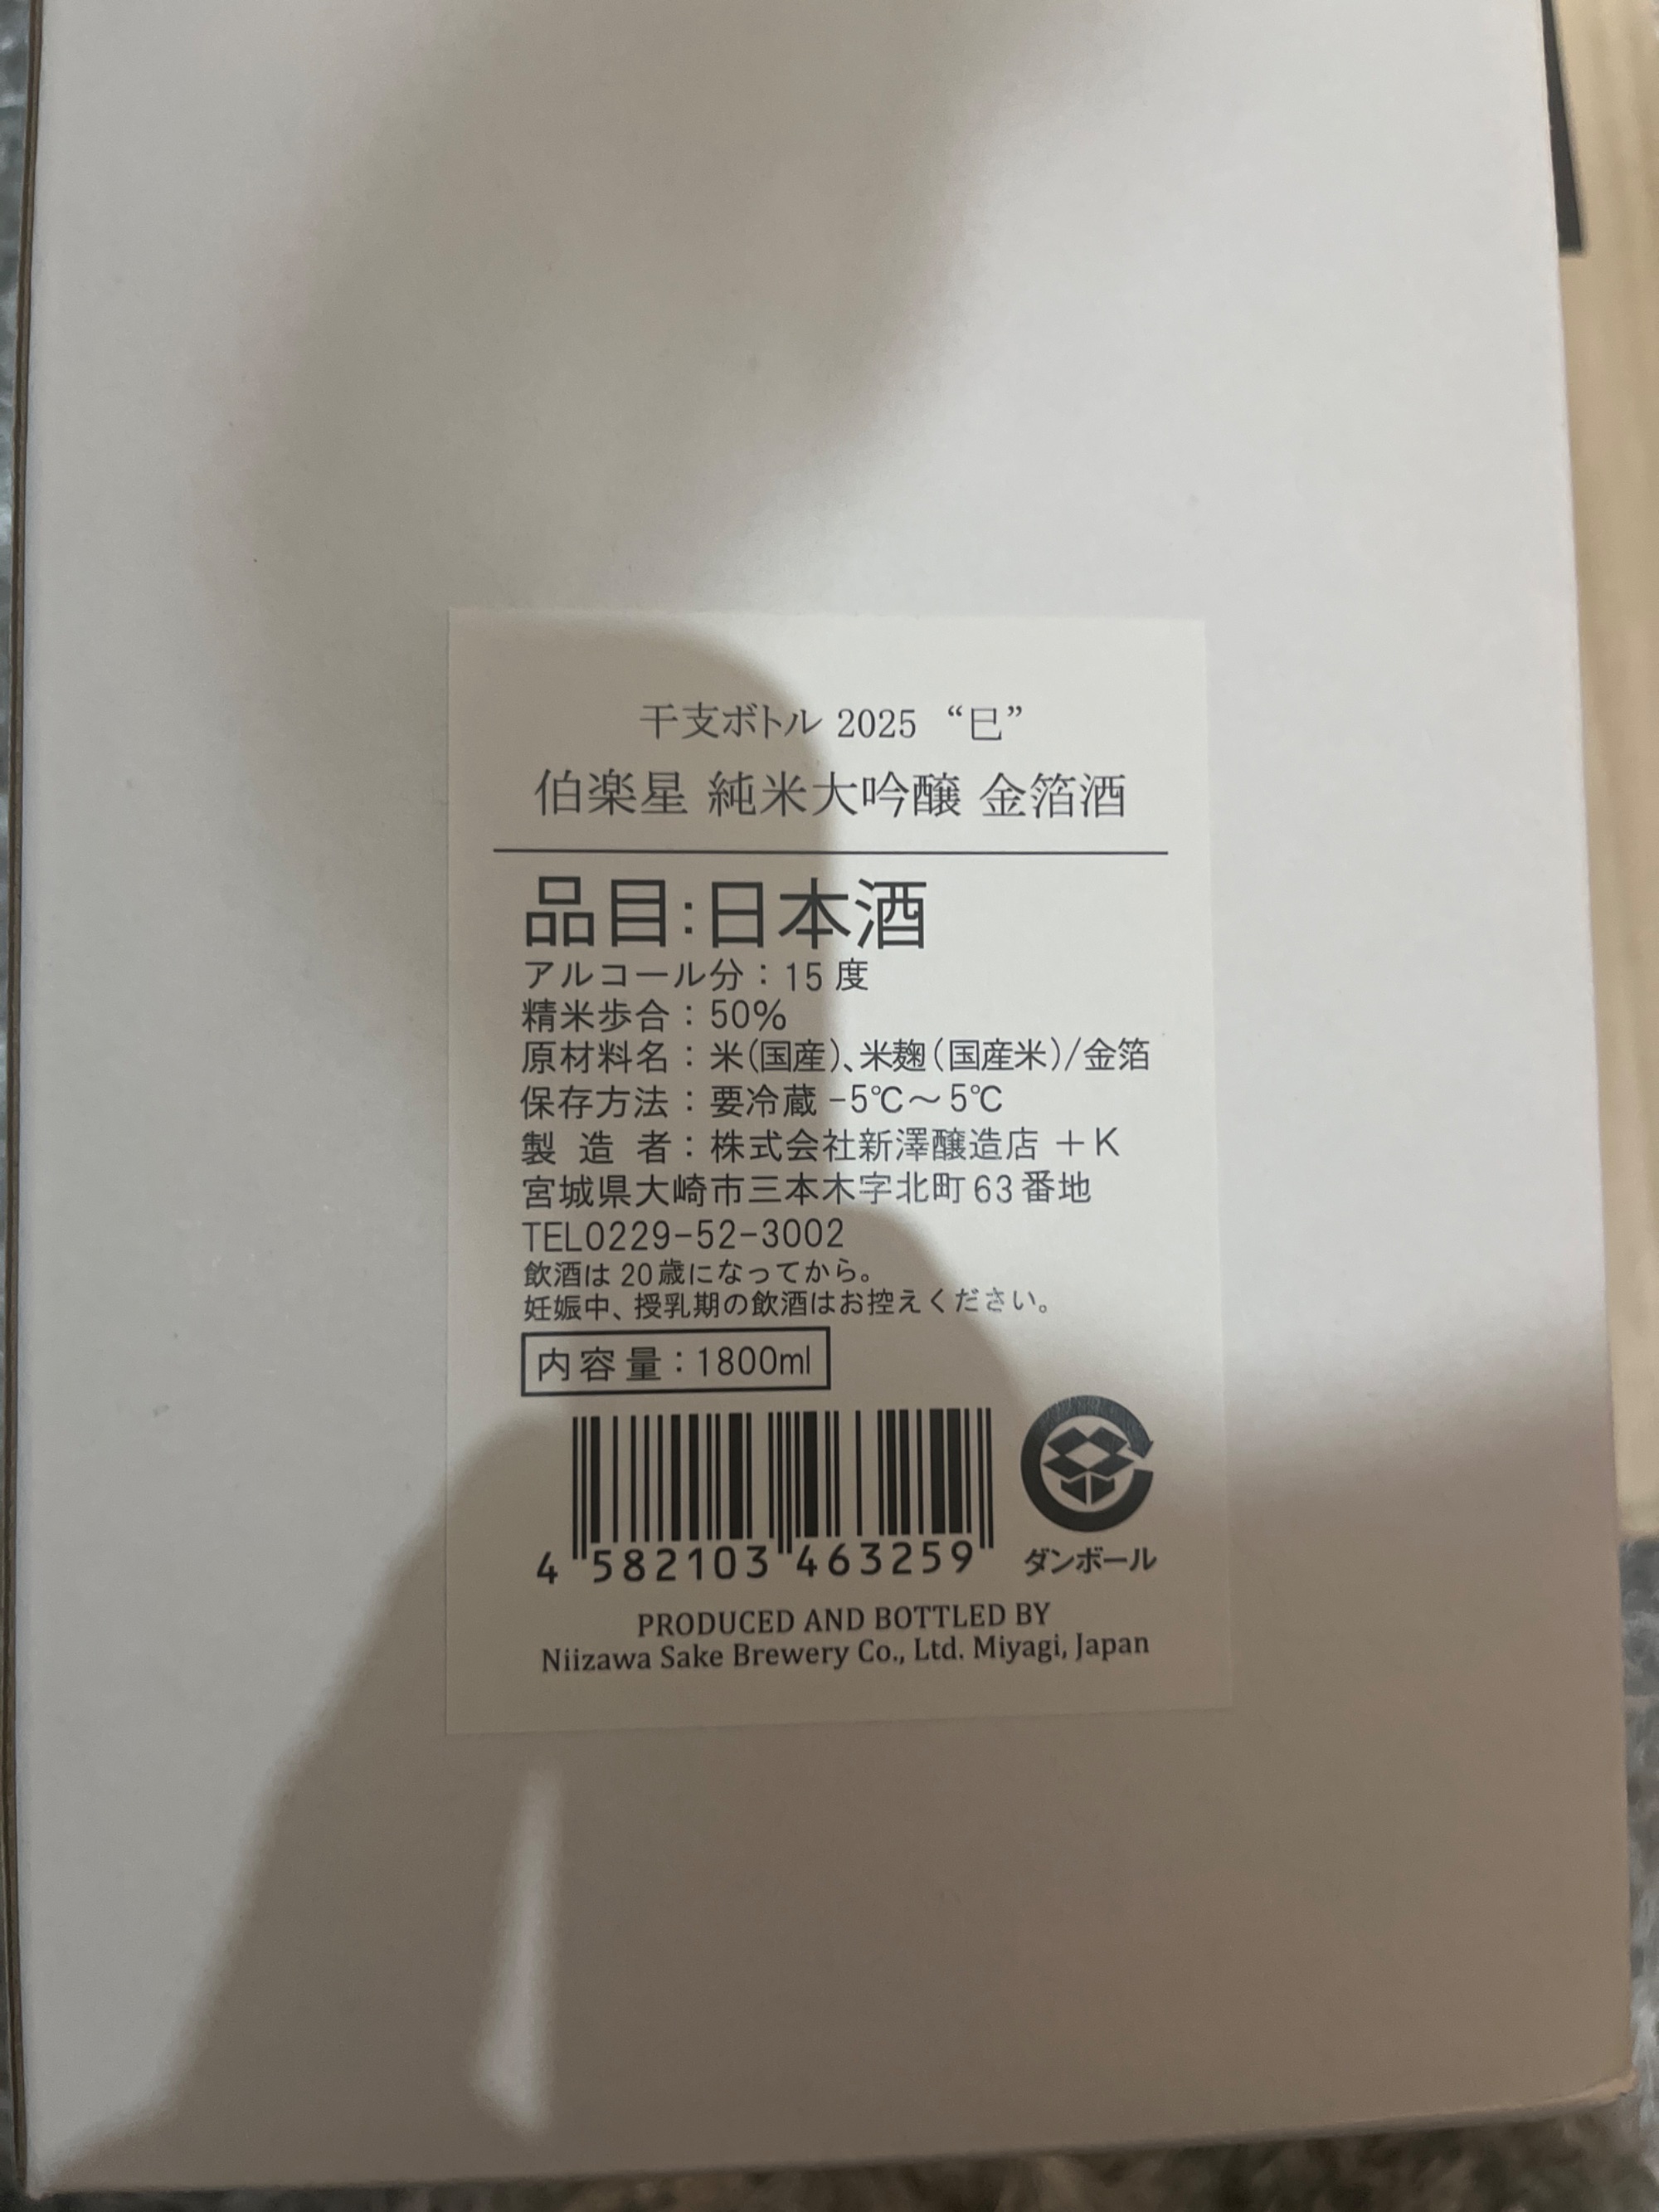 干支ボトル 2025 “巳”
伯楽星 純米大吟醸 金箔酒
品目:日本酒
アルコール分：15度
精米歩合：50%
原材料名：米(国産)、米麹(国産米)/金箔
保存方法：要冷蔵 -5℃～5℃
製造者：株式会社新澤醸造店 +K
宮城県大崎市三本木字北町63番地
TEL0229-52-3002
飲酒は20歳になってから。
妊娠中、授乳期の飲酒はお控えください。
内容量：1800ml
4 582103 463259
ダンボール
PRODUCED AND BOTTLED BY
Niizawa Sake Brewery Co., Ltd. Miyagi, Japan